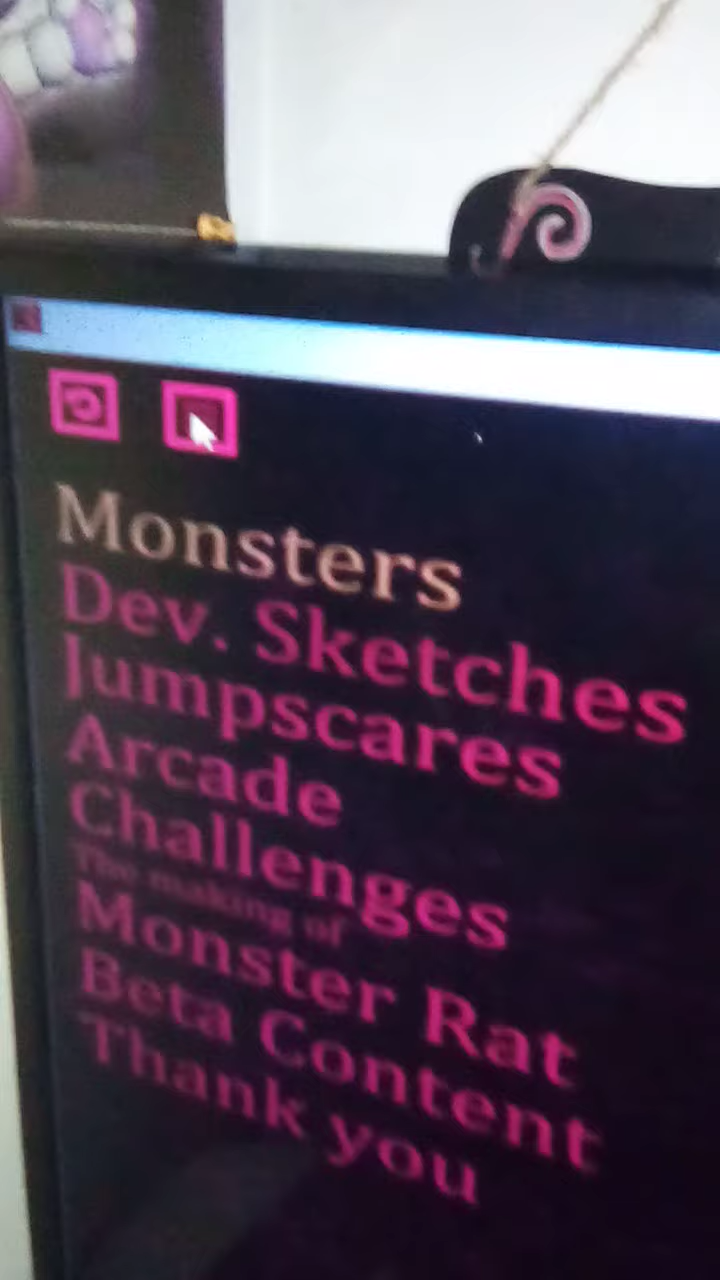 Monsters
Dev. Sketches
Jumpscares
Arcade
Challenges
The making of
Monster Rat
Beta Content
Thank you